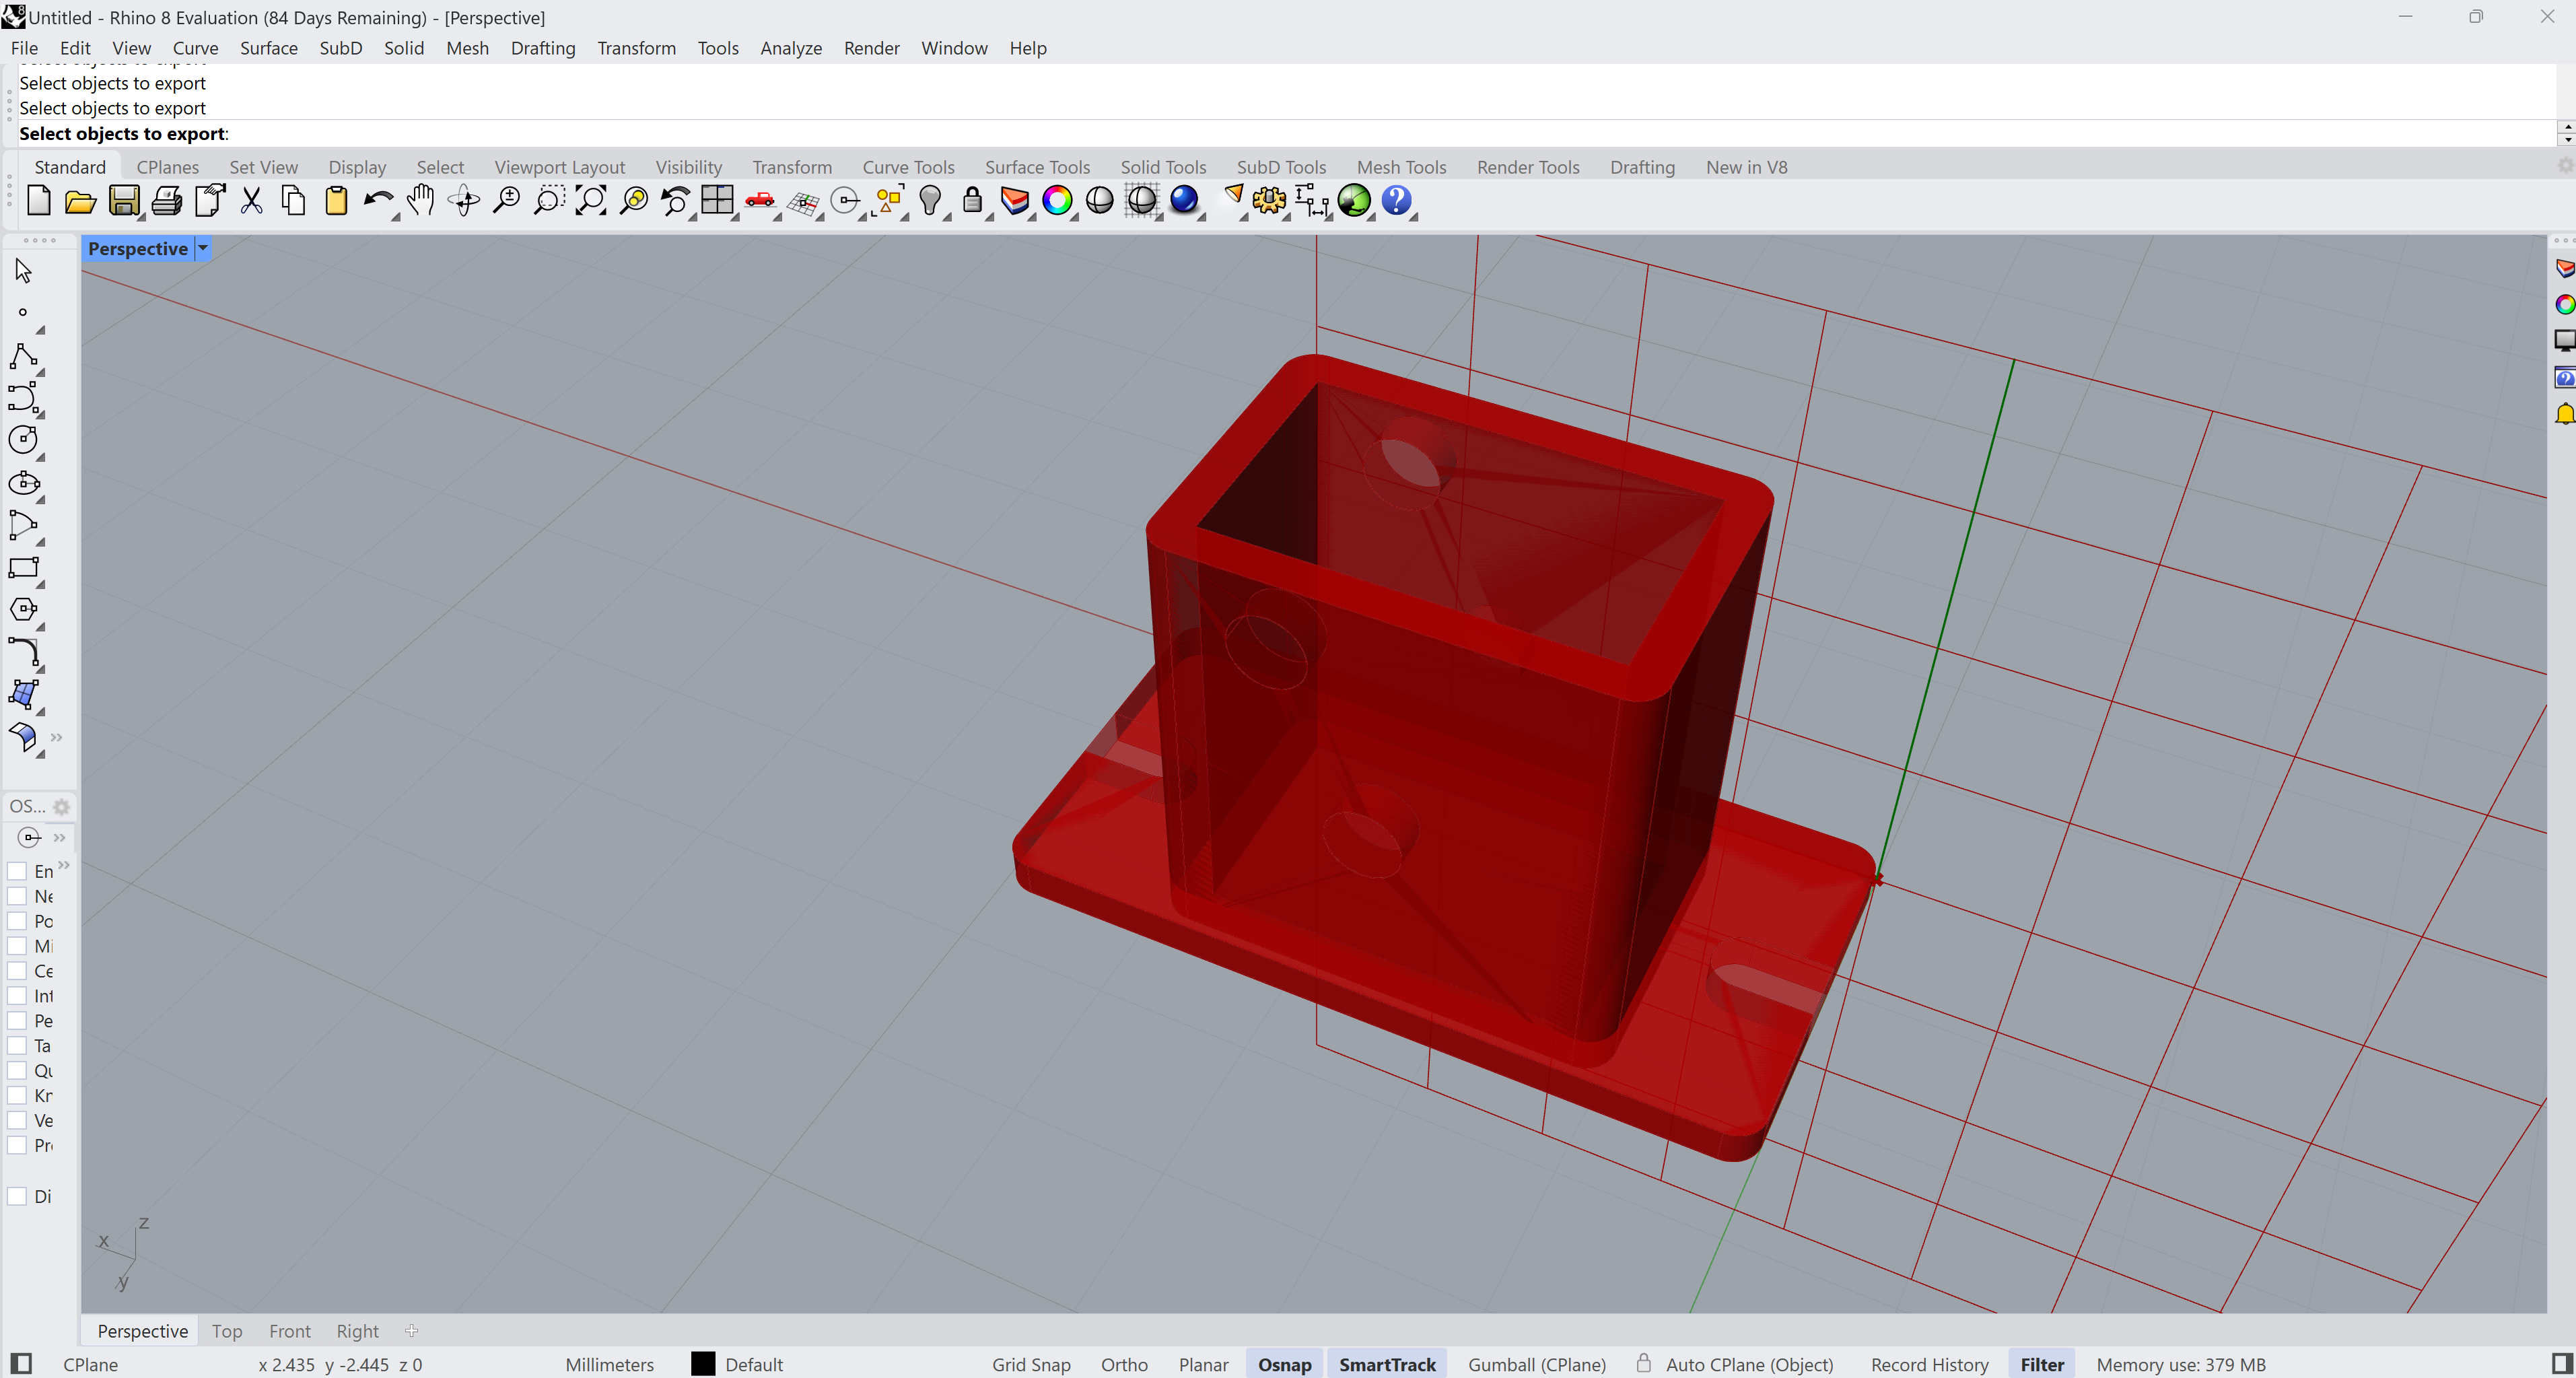 Untitled - Rhino 8 Evaluation (84 Days Remaining) - [Perspective]
File Edit View Curve Surface SubD Solid Mesh Drafting Transform Tools Analyze Render Window Help
Select objects to export
Select objects to export
Select objects to export
Select objects to export:
Standard CPlanes Set View Display Select Viewport Layout Visibility Transform Curve Tools Surface Tools Solid Tools SubD Tools Mesh Tools Render Tools Drafting New in V8
Perspective
OS...
En
Ne
Po
Mi
Ce
Int
Pe
Ta
Qu
Kn
Ve
Pr
Di
z
x
y
Perspective Top Front Right
CPlane x 2.435 y -2.445 z 0 Millimeters Default Grid Snap Ortho Planar Osnap SmartTrack Gumball (CPlane) Auto CPlane (Object) Record History Filter Memory use: 379 MB